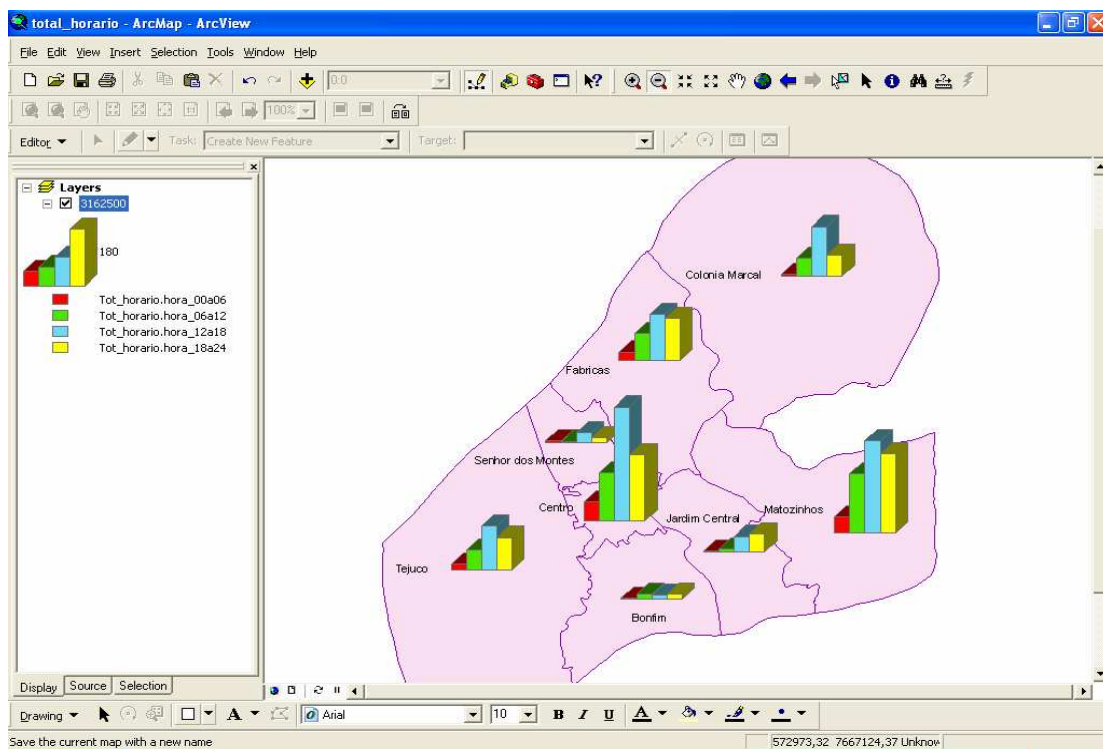 total_horario - ArcMap - ArcView
File Edit View Insert Selection Tools Window Help
0:0
100%
Editor Task: Create New Feature Target:
Layers
3162500
180
Tot_horario.hora_00a06
Tot_horario.hora_06a12
Tot_horario.hora_12a18
Tot_horario.hora_18a24
Colonia Marcal
Fabricas
Senhor dos Montes
Centro
Jardim Central
Matozinhos
Tejuco
Bonfim
Display Source Selection
Drawing A Arial 10 B I U A
Save the current map with a new name
572973,32 7667124,37 Unknow